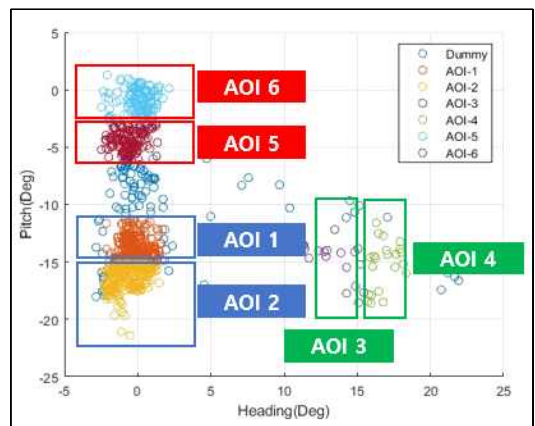 5
0
-5
-10
-15
-20
-25
Pitch(Deg)
-5
0
5
10
15
20
25
Heading(Deg)
Dummy
AOI-1
AOI-2
AOI-3
AOI-4
AOI-5
AOI-6
AOI 6
AOI 5
AOI 1
AOI 4
AOI 2
AOI 3